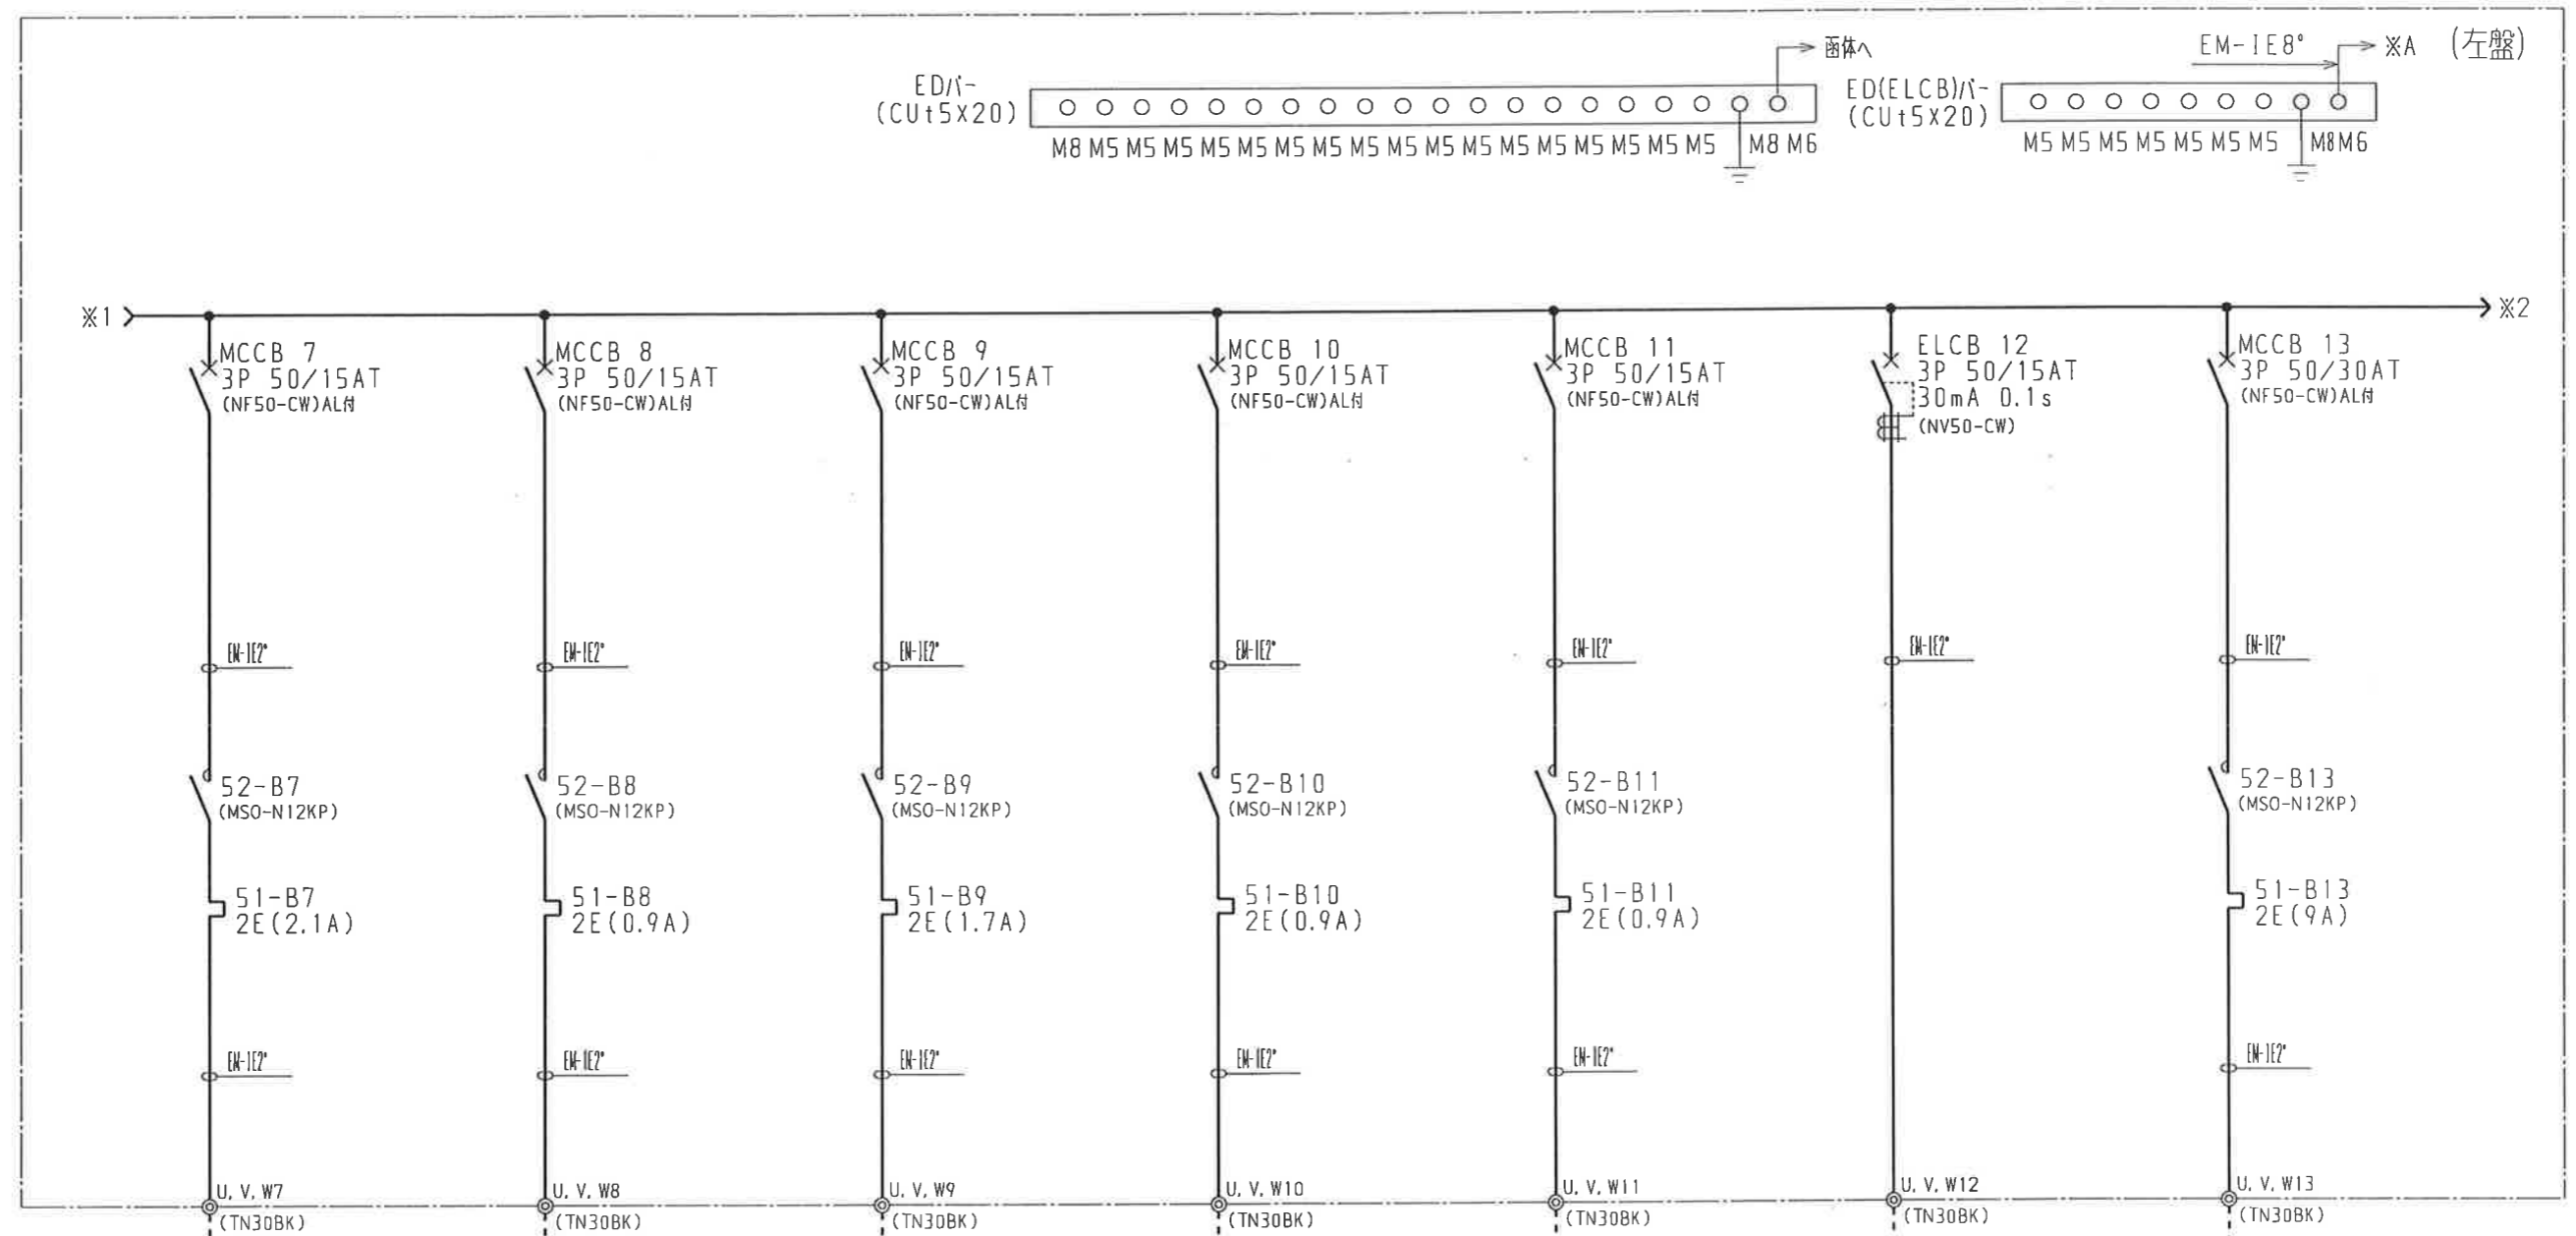 函体へ
EM-IE8°
※A
(左盤)
EDバー
(CUt5X20)
M8 M5 M5 M5 M5 M5 M5 M5 M5 M5 M5 M5 M5 M5 M5 M5 M5 M5 M8 M6
ED(ELCB)バー
(CUt5X20)
M5 M5 M5 M5 M5 M5 M5 M8 M6
※1
※2
MCCB 7
3P 50/15AT
(NF50-CW)AL付
MCCB 8
3P 50/15AT
(NF50-CW)AL付
MCCB 9
3P 50/15AT
(NF50-CW)AL付
MCCB 10
3P 50/15AT
(NF50-CW)AL付
MCCB 11
3P 50/15AT
(NF50-CW)AL付
ELCB 12
3P 50/15AT
30mA 0.1s
(NV50-CW)
MCCB 13
3P 50/30AT
(NF50-CW)AL付
EM-IE2°
EM-IE2°
EM-IE2°
EM-IE2°
EM-IE2°
EM-IE2°
EM-IE2°
52-B7
(MSO-N12KP)
52-B8
(MSO-N12KP)
52-B9
(MSO-N12KP)
52-B10
(MSO-N12KP)
52-B11
(MSO-N12KP)
52-B13
(MSO-N12KP)
51-B7
2E(2.1A)
51-B8
2E(0.9A)
51-B9
2E(1.7A)
51-B10
2E(0.9A)
51-B11
2E(0.9A)
51-B13
2E(9A)
EM-IE2°
EM-IE2°
EM-IE2°
EM-IE2°
EM-IE2°
EM-IE2°
U, V, W7
(TN30BK)
U, V, W8
(TN30BK)
U, V, W9
(TN30BK)
U, V, W10
(TN30BK)
U, V, W11
(TN30BK)
U, V, W12
(TN30BK)
U, V, W13
(TN30BK)